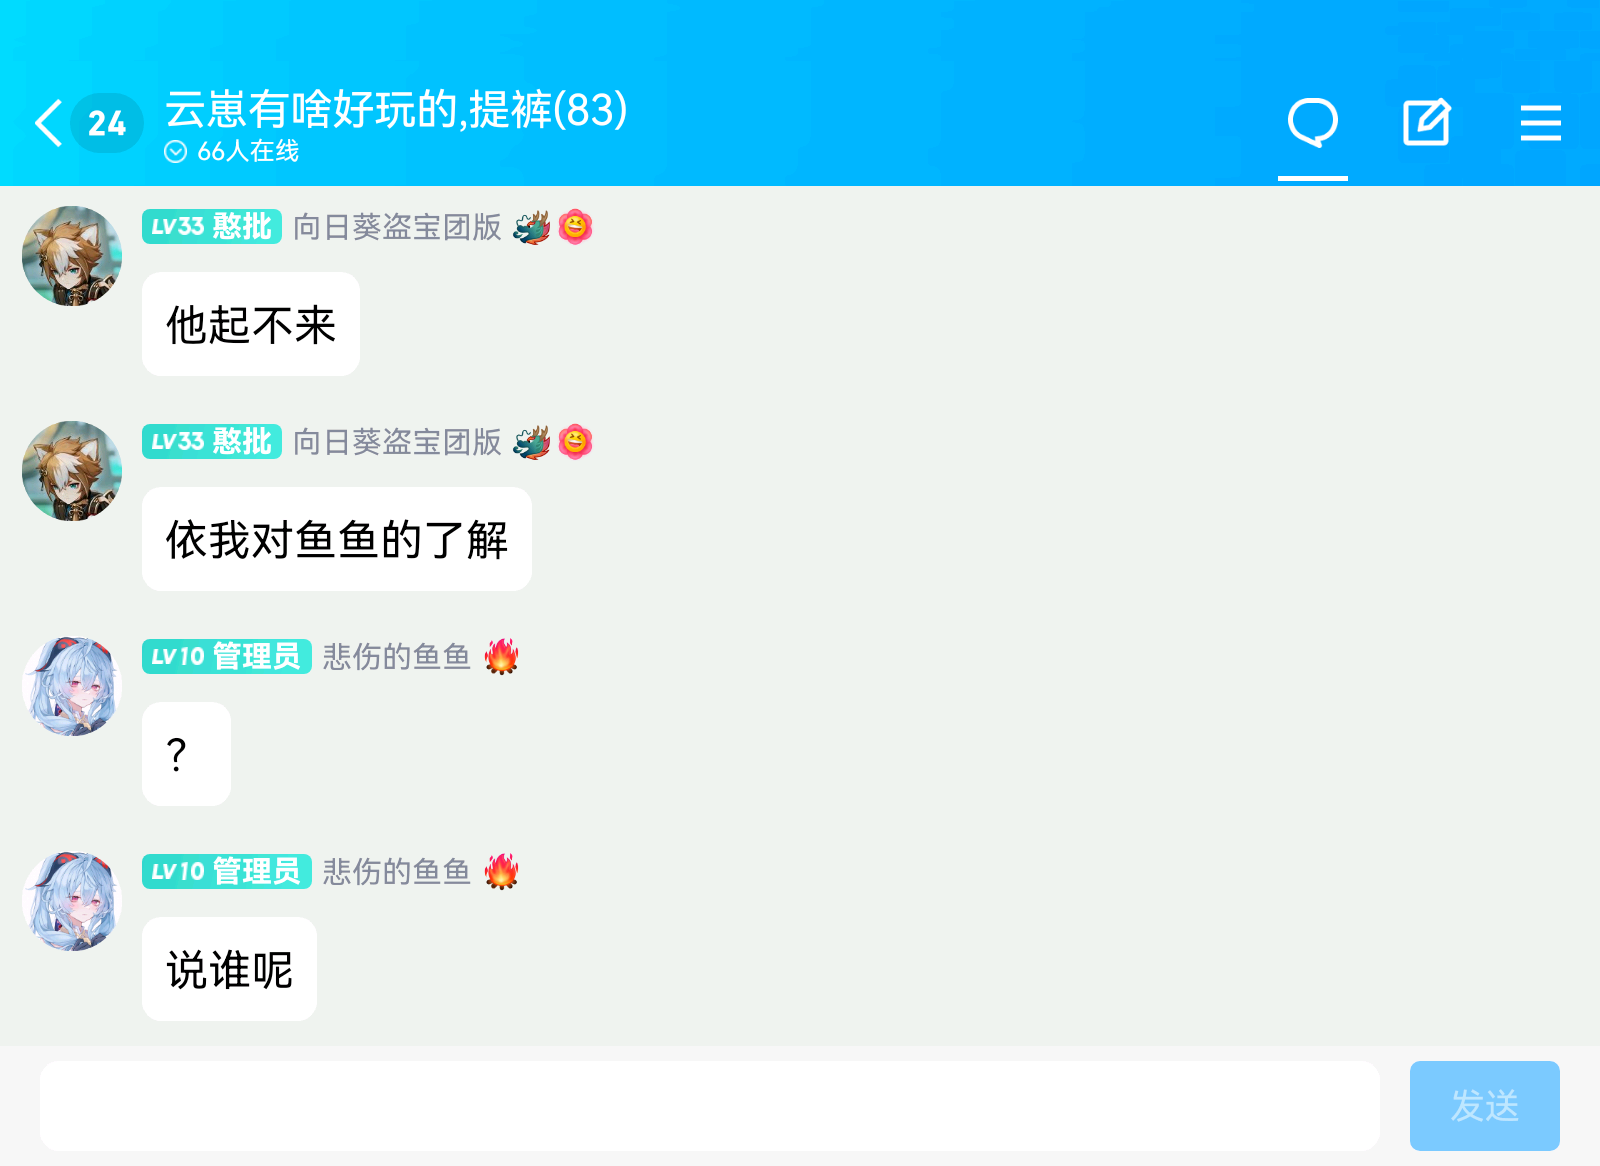 24
云崽有啥好玩的,提裤(83)
66人在线
LV33 憨批 向日葵盗宝团版
他起不来
LV33 憨批 向日葵盗宝团版
依我对鱼鱼的了解
LV10 管理员 悲伤的鱼鱼
？
LV10 管理员 悲伤的鱼鱼
说谁呢
发送